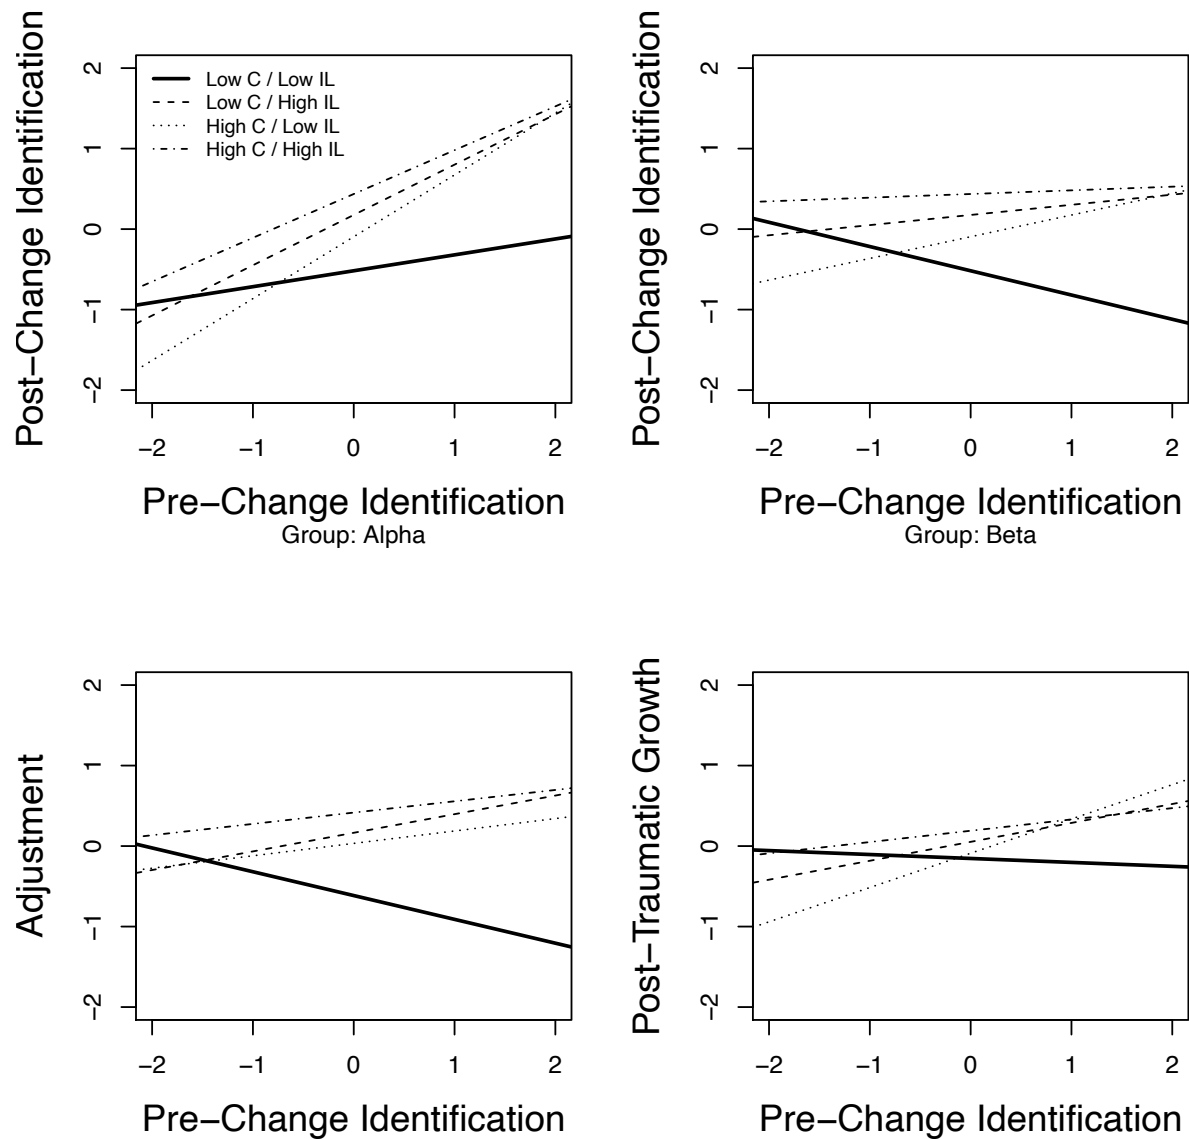 Post−Change Identification
2
1
0
−1
−2
Low C / Low IL
Low C / High IL
High C / Low IL
High C / High IL
−2 −1 0 1 2
Pre−Change Identification
Group: Alpha
Post−Change Identification
2
1
0
−1
−2
−2 −1 0 1 2
Pre−Change Identification
Group: Beta
Adjustment
2
1
0
−1
−2
−2 −1 0 1 2
Pre−Change Identification
Post−Traumatic Growth
2
1
0
−1
−2
−2 −1 0 1 2
Pre−Change Identification